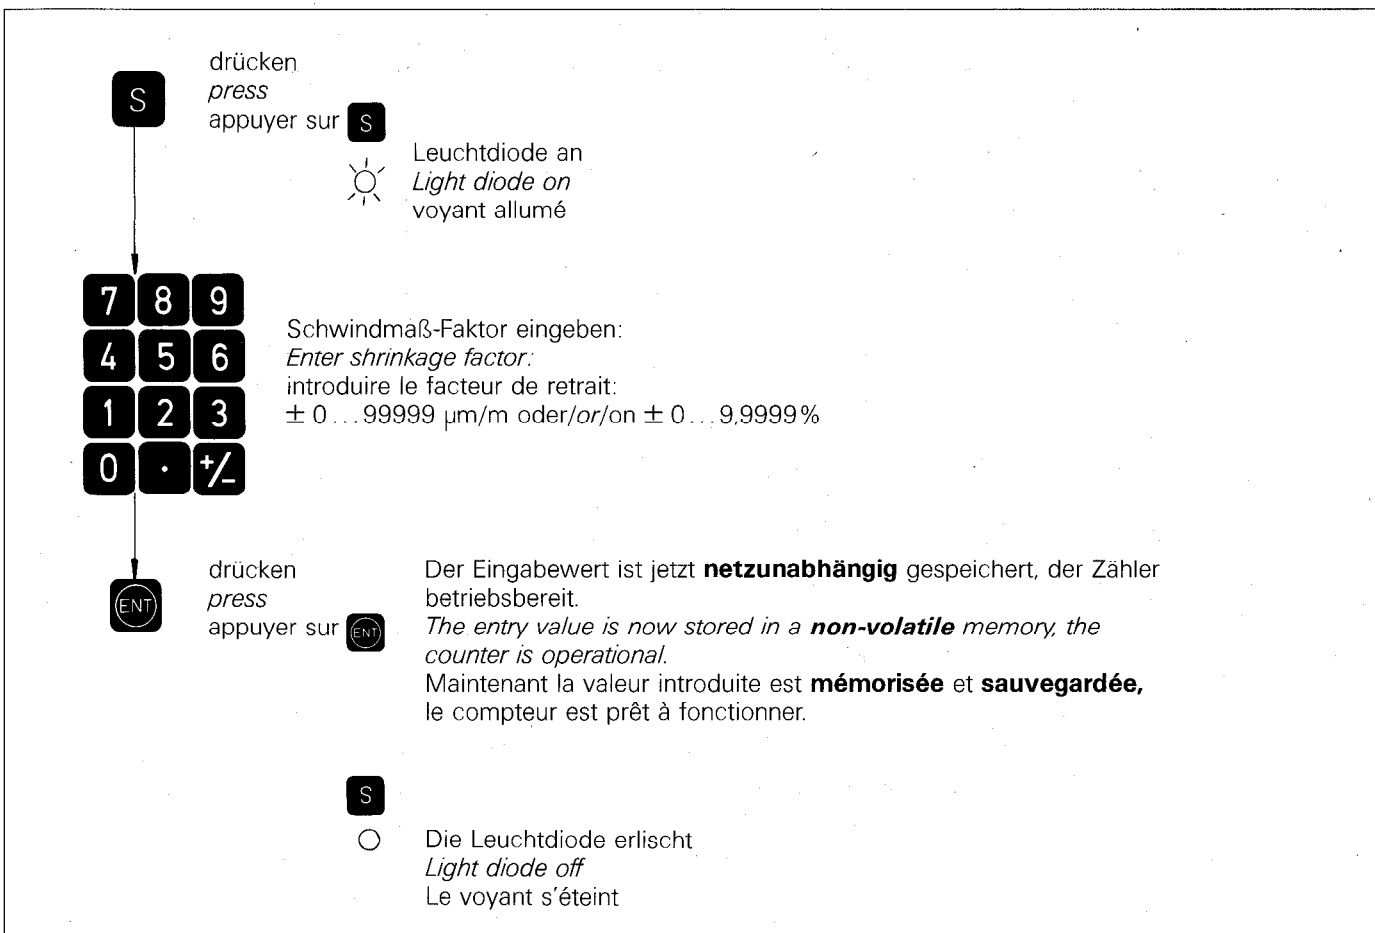 S
drücken
press
appuyer sur S
Leuchtdiode an
Light diode on
voyant allumé
7 8 9
4 5 6
1 2 3
0 · +/-
Schwindmaß-Faktor eingeben:
Enter shrinkage factor:
introduire le facteur de retrait:
± 0...99999 µm/m oder/or/on ± 0...9,9999%
ENT
drücken
press
appuyer sur ENT
Der Eingabewert ist jetzt netzunabhängig gespeichert, der Zähler
betriebsbereit.
The entry value is now stored in a non-volatile memory, the
counter is operational.
Maintenant la valeur introduite est mémorisée et sauvegardée,
le compteur est prêt à fonctionner.
S
Die Leuchtdiode erlischt
Light diode off
Le voyant s'éteint